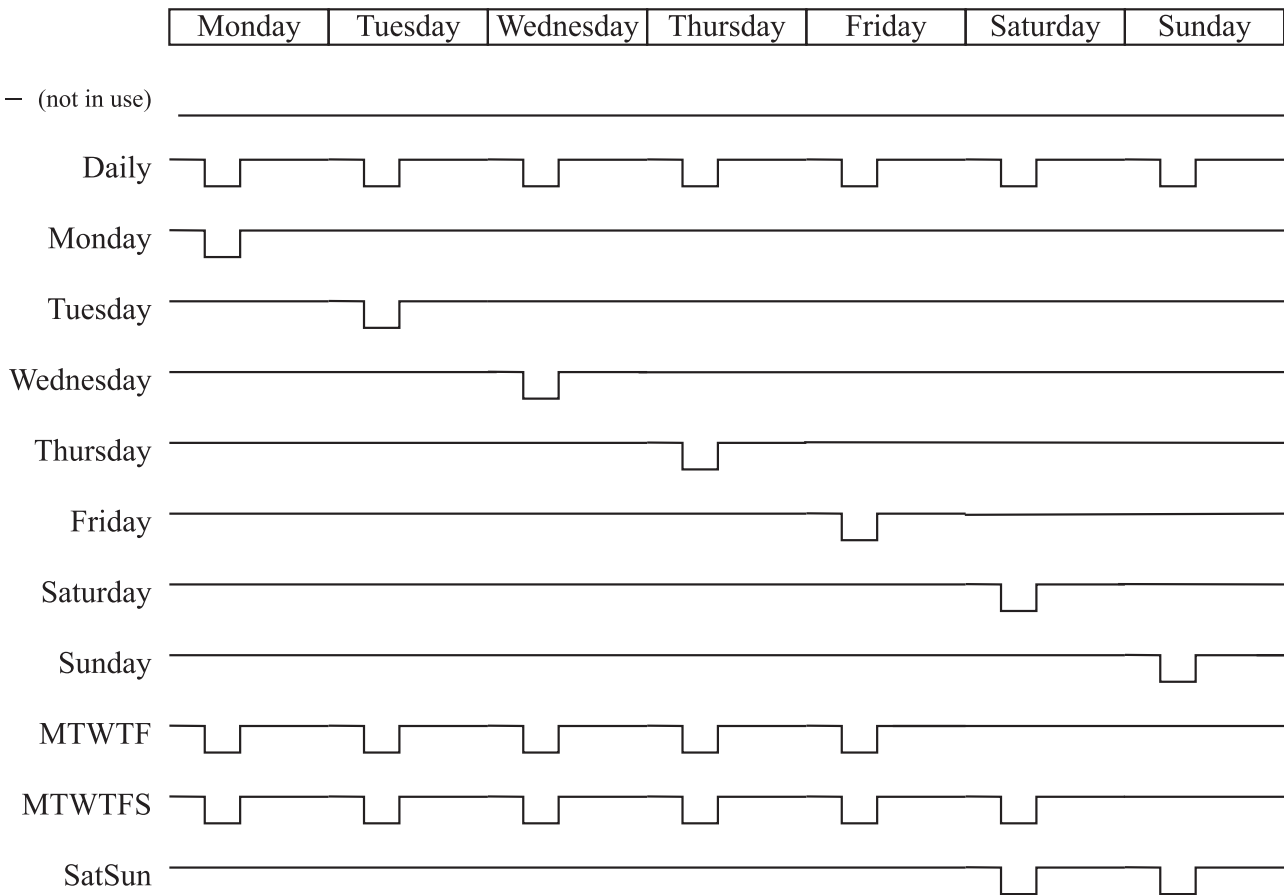 Monday Tuesday Wednesday Thursday Friday Saturday Sunday
– (not in use)
Daily
Monday
Tuesday
Wednesday
Thursday
Friday
Saturday
Sunday
MTWTF
MTWTFS
SatSun